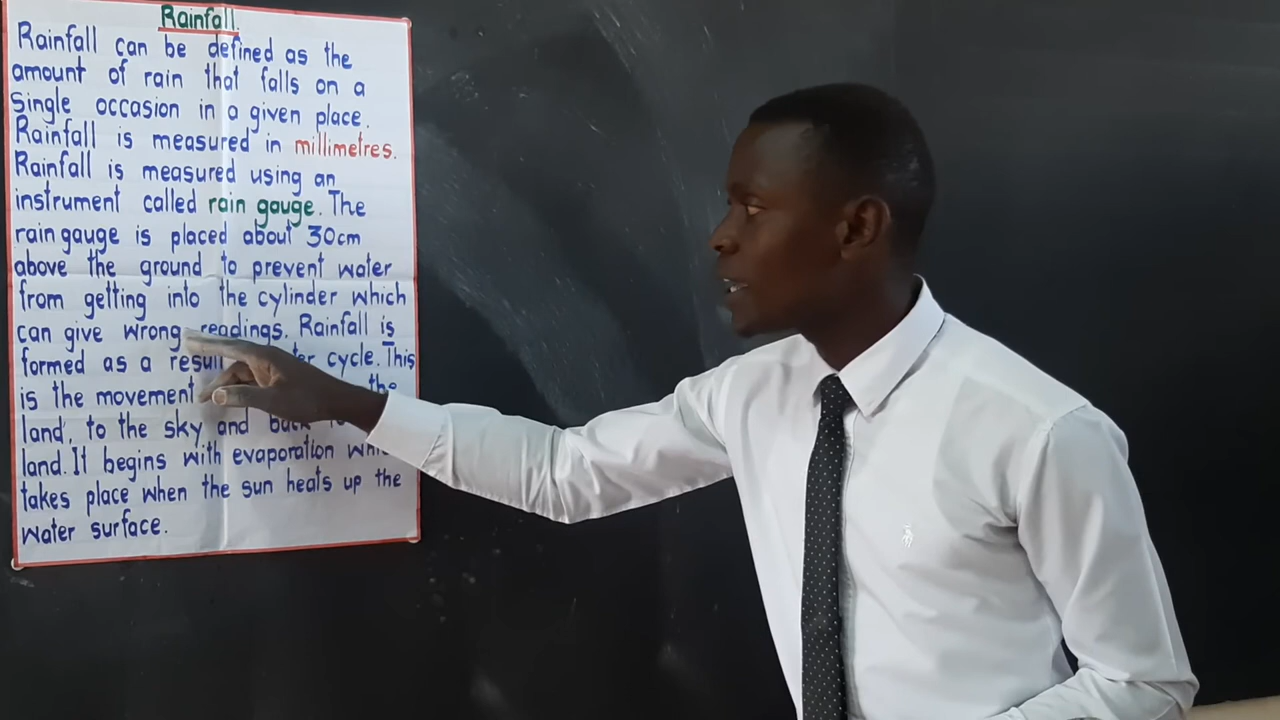 Rainfall.
Rainfall can be defined as the
amount of rain that falls on a
single occasion in a given place.
Rainfall is measured in millimetres.
Rainfall is measured using an
instrument called rain gauge. The
rain gauge is placed about 30cm
above the ground to prevent water
from getting into the cylinder which
can give wrong readings. Rainfall is
formed as a cycle. This
is the movement the
land, to the sky and
land. It begins with evaporation
takes place when the sun heats up the
water surface.